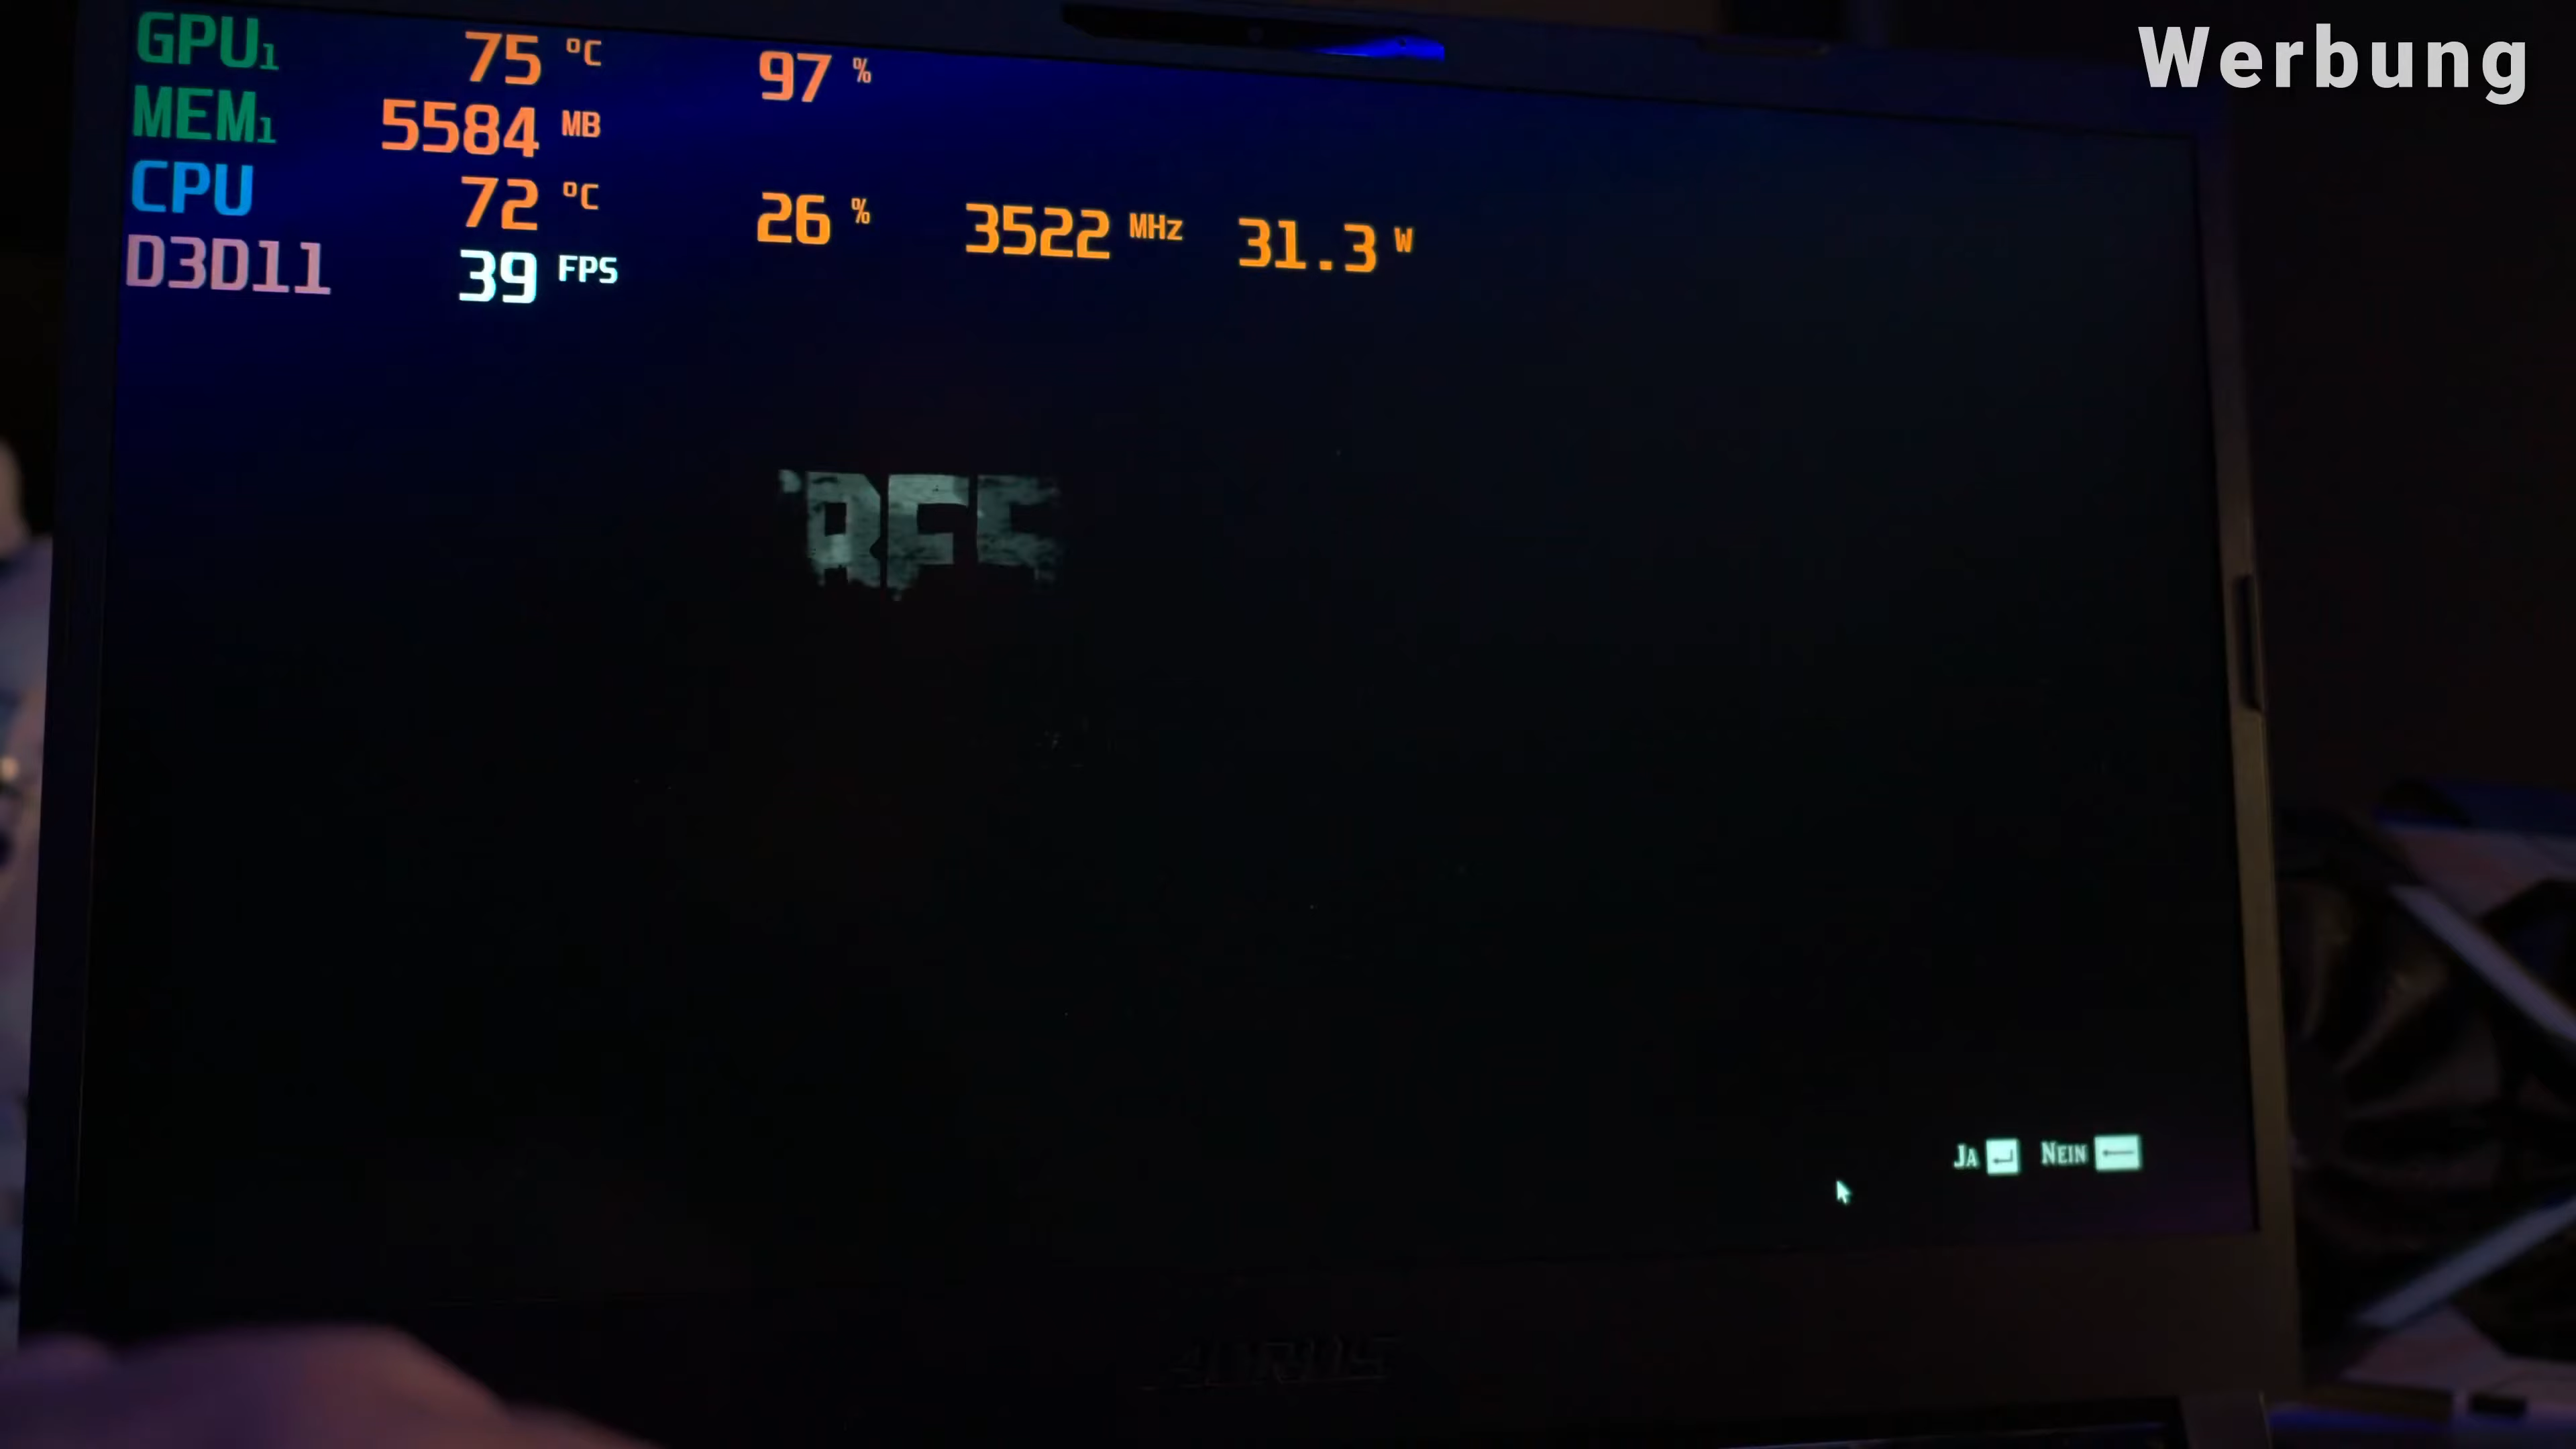 Werbung
GPU1 75 °C 97 %
MEM1 5584 MB
CPU 72 °C 26 % 3522 MHz 31.3 W
D3D11 39 FPS
Ja Nein
AORUS